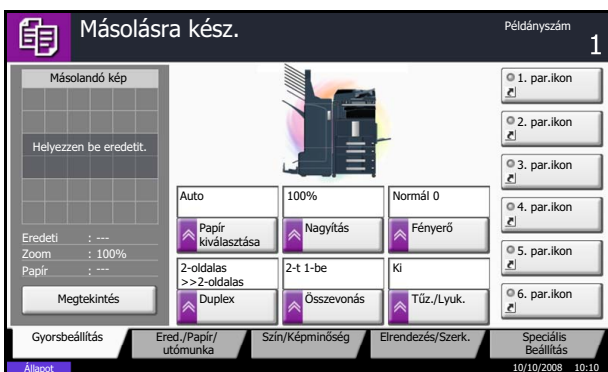 Másolásra kész.
Példányszám
1
Másolandó kép
Helyezzen be eredetit.
Eredeti : ---
Zoom : 100%
Papír : ---
Megtekintés
Auto
Papír
kiválasztása
100%
Nagyítás
Normál 0
Fényerő
2-oldalas
>>2-oldalas
Duplex
2-t 1-be
Összevonás
Ki
Tűz./Lyuk.
1. par.ikon
2. par.ikon
3. par.ikon
4. par.ikon
5. par.ikon
6. par.ikon
Gyorsbeállítás
Ered./Papír/
utómunka
Szín/Képminőség
Elrendezés/Szerk.
Speciális
Beállítás
Állapot
10/10/2008 10:10